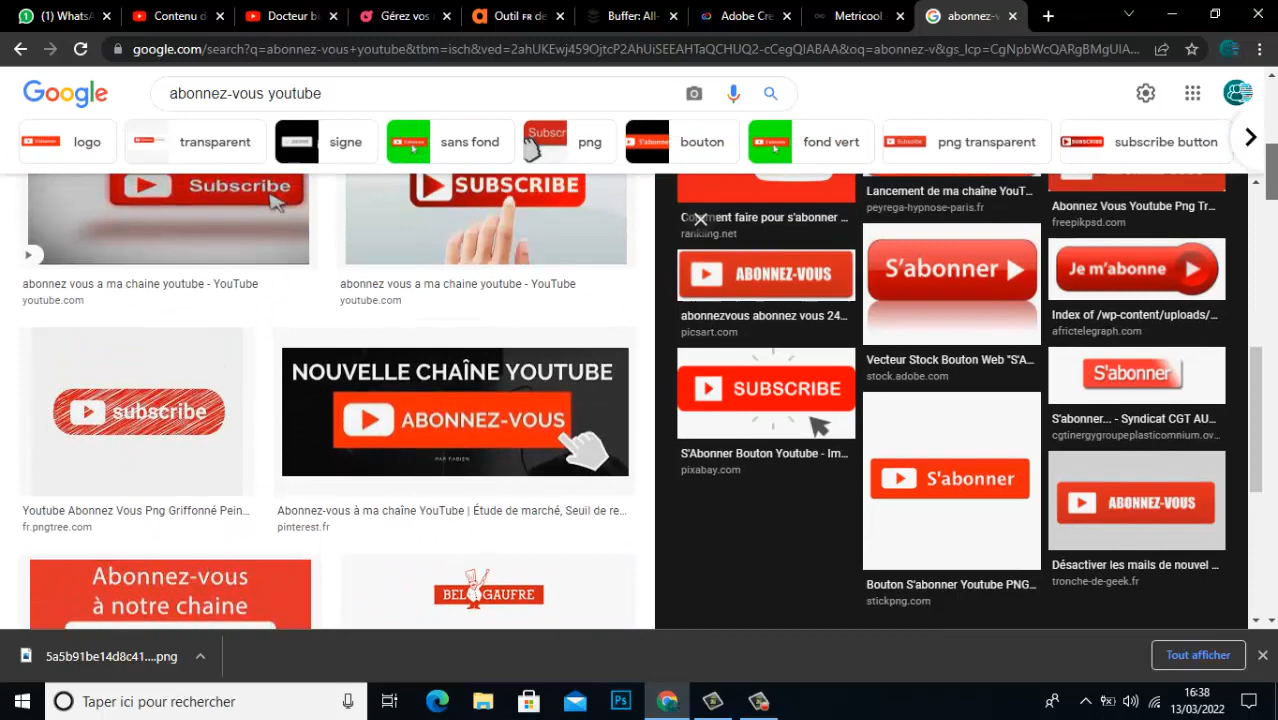 (1) WhatsA
Contenu d
Docteur bi
Gérez vos
Outil FR de
Buffer: All-
Adobe Cre
Metricool
abonnez-v
google.com/search?q=abonnez-vous+youtube&tbm=isch&ved=2ahUKEwj459OjtcP2AhUiSEEAHTaQCHUQ2-cCegQIABAA&oq=abonnez-v&gs_lcp=CgNpbWcQARgBMgUIA...
Google
abonnez-vous youtube
logo
transparent
signe
sans fond
Subscr
png
bouton
fond vert
png transparent
subscribe button
Subscribe
SUBSCRIBE
abonnez vous a ma chaine youtube - YouTube
youtube.com
abonnez vous a ma chaine youtube - YouTube
youtube.com
subscribe
NOUVELLE CHAÎNE YOUTUBE
ABONNEZ-VOUS
PAR FABIEN
Youtube Abonnez Vous Png Griffonné Pein...
fr.pngtree.com
Abonnez-vous à ma chaîne YouTube | Étude de marché, Seuil de re...
pinterest.fr
Abonnez-vous
à notre chaine
BEL GAUFRE
Comment faire pour s'abonner ...
rankiing.net
ABONNEZ-VOUS
abonnezvous abonnez vous 24...
picsart.com
SUBSCRIBE
S'Abonner Bouton Youtube - Im...
pixabay.com
Lancement de ma chaîne YouT...
peyrega-hypnose-paris.fr
S'abonner
Vecteur Stock Bouton Web "S'A...
stock.adobe.com
S'abonner
Bouton S'abonner Youtube PNG...
stickpng.com
Abonnez Vous Youtube Png Tr...
freepikpsd.com
Je m'abonne
Index of /wp-content/uploads/...
africtelegraph.com
S'abonner
S'abonner... - Syndicat CGT AU...
cgtinergygroupeplasticomnium.ov...
ABONNEZ-VOUS
Désactiver les mails de nouvel ...
tronche-de-geek.fr
5a5b91be14d8c41....png
Tout afficher
Taper ici pour rechercher
Ps
16:38
13/03/2022